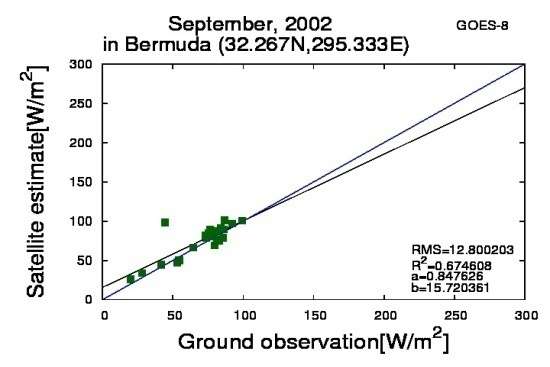 September, 2002
GOES-8
in Bermuda (32.267N,295.333E)
Satellite estimate[W/m²]
300
250
200
150
100
50
0
RMS=12.800203
R²=0.674608
a=0.847626
b=15.720361
0 50 100 150 200 250 300
Ground observation[W/m²]